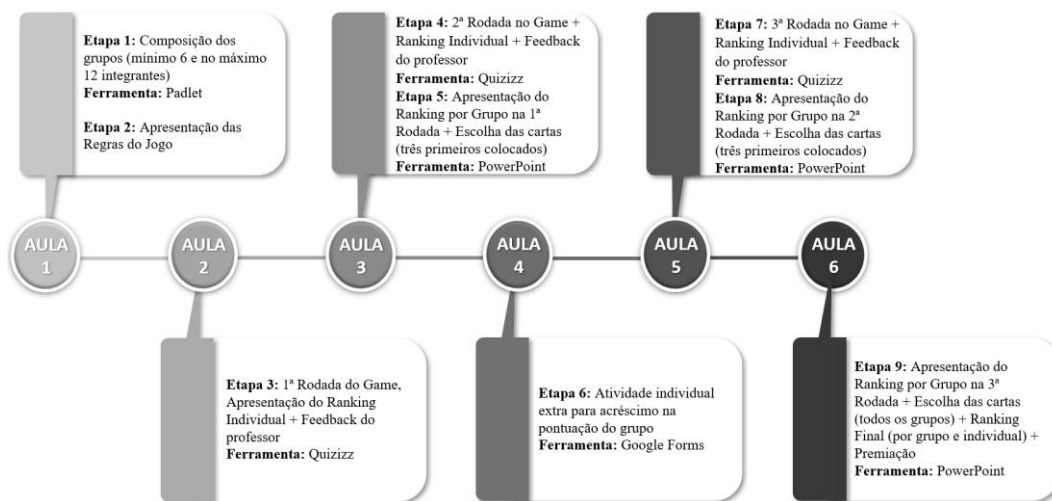 Etapa 1: Composição dos
grupos (mínimo 6 e no máximo
12 integrantes)
Ferramenta: Padlet
Etapa 2: Apresentação das
Regras do Jogo
Etapa 4: 2ª Rodada no Game +
Ranking Individual + Feedback
do professor
Ferramenta: Quizizz
Etapa 5: Apresentação do
Ranking por Grupo na 1ª
Rodada + Escolha das cartas
(três primeiros colocados)
Ferramenta: PowerPoint
Etapa 7: 3ª Rodada no Game
+ Ranking Individual +
Feedback do professor
Ferramenta: Quizizz
Etapa 8: Apresentação do
Ranking por Grupo na 2ª
Rodada + Escolha das cartas
(três primeiros colocados)
Ferramenta: PowerPoint
AULA
1
AULA
2
AULA
3
AULA
4
AULA
5
AULA
6
Etapa 3: 1ª Rodada do Game,
Apresentação do Ranking
Individual + Feedback do
professor
Ferramenta: Quizizz
Etapa 6: Atividade individual
extra para acréscimo na
pontuação do grupo
Ferramenta: Google Forms
Etapa 9: Apresentação do
Ranking por Grupo na 3ª
Rodada + Escolha das cartas
(todos os grupos) + Ranking
Final (por grupo e individual) +
Premiação
Ferramenta: PowerPoint